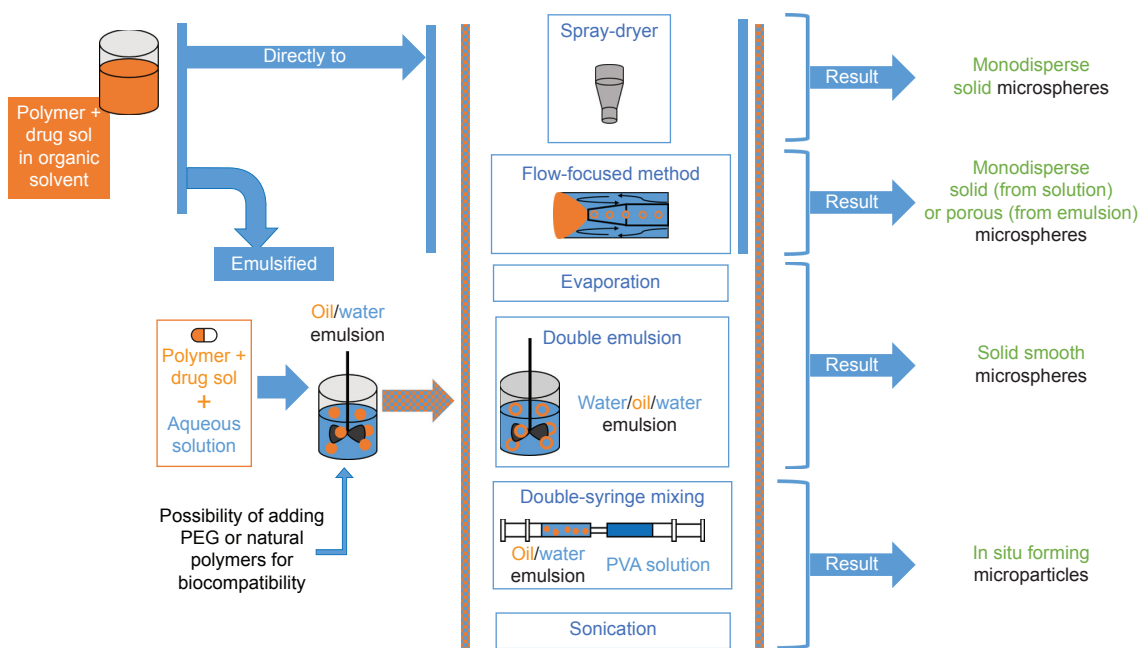 Polymer +
drug sol
in organic
solvent
Directly to
Emulsified
Polymer +
drug sol
+
Aqueous
solution
Oil/water
emulsion
Possibility of adding
PEG or natural
polymers for
biocompatibility
Spray-dryer
Flow-focused method
Evaporation
Double emulsion
Water/oil/water
emulsion
Double-syringe mixing
Oil/water
emulsion
PVA solution
Sonication
Result
Monodisperse
solid microspheres
Result
Monodisperse
solid (from solution)
or porous (from emulsion)
microspheres
Result
Solid smooth
microspheres
Result
In situ forming
microparticles